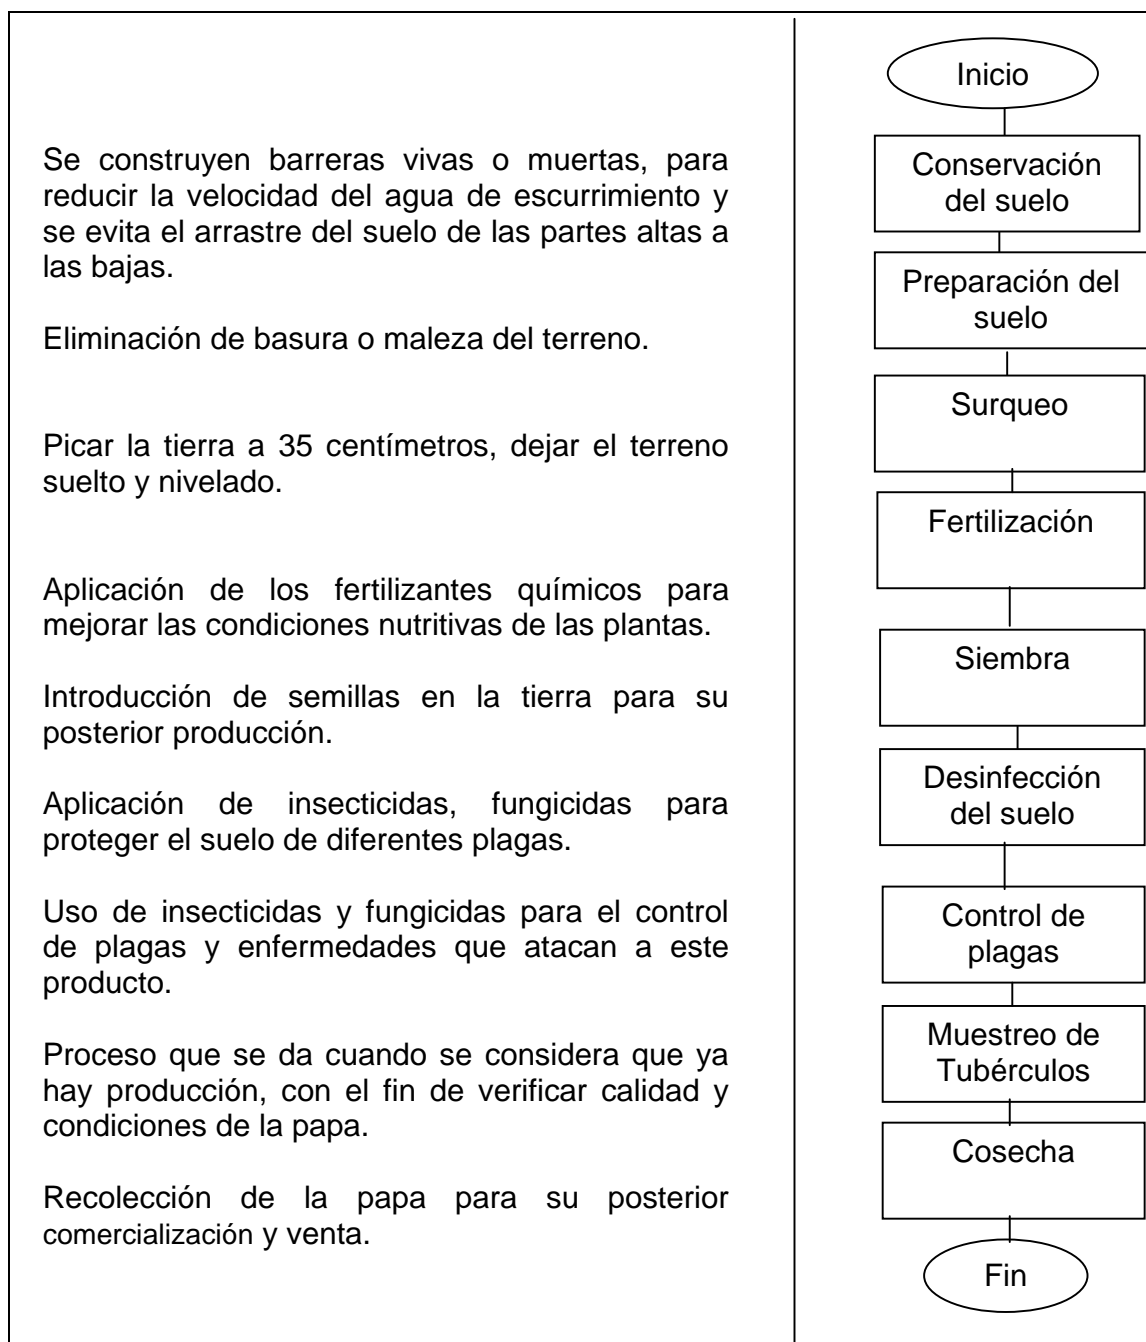 Inicio
Se construyen barreras vivas o muertas, para
reducir la velocidad del agua de escurrimiento y
se evita el arrastre del suelo de las partes altas a
las bajas.
Conservación
del suelo
Eliminación de basura o maleza del terreno.
Preparación del
suelo
Picar la tierra a 35 centímetros, dejar el terreno
suelto y nivelado.
Surqueo
Aplicación de los fertilizantes químicos para
mejorar las condiciones nutritivas de las plantas.
Fertilización
Introducción de semillas en la tierra para su
posterior producción.
Siembra
Aplicación de insecticidas, fungicidas para
proteger el suelo de diferentes plagas.
Desinfección
del suelo
Uso de insecticidas y fungicidas para el control
de plagas y enfermedades que atacan a este
producto.
Control de
plagas
Proceso que se da cuando se considera que ya
hay producción, con el fin de verificar calidad y
condiciones de la papa.
Muestreo de
Tubérculos
Recolección de la papa para su posterior
comercialización y venta.
Cosecha
Fin